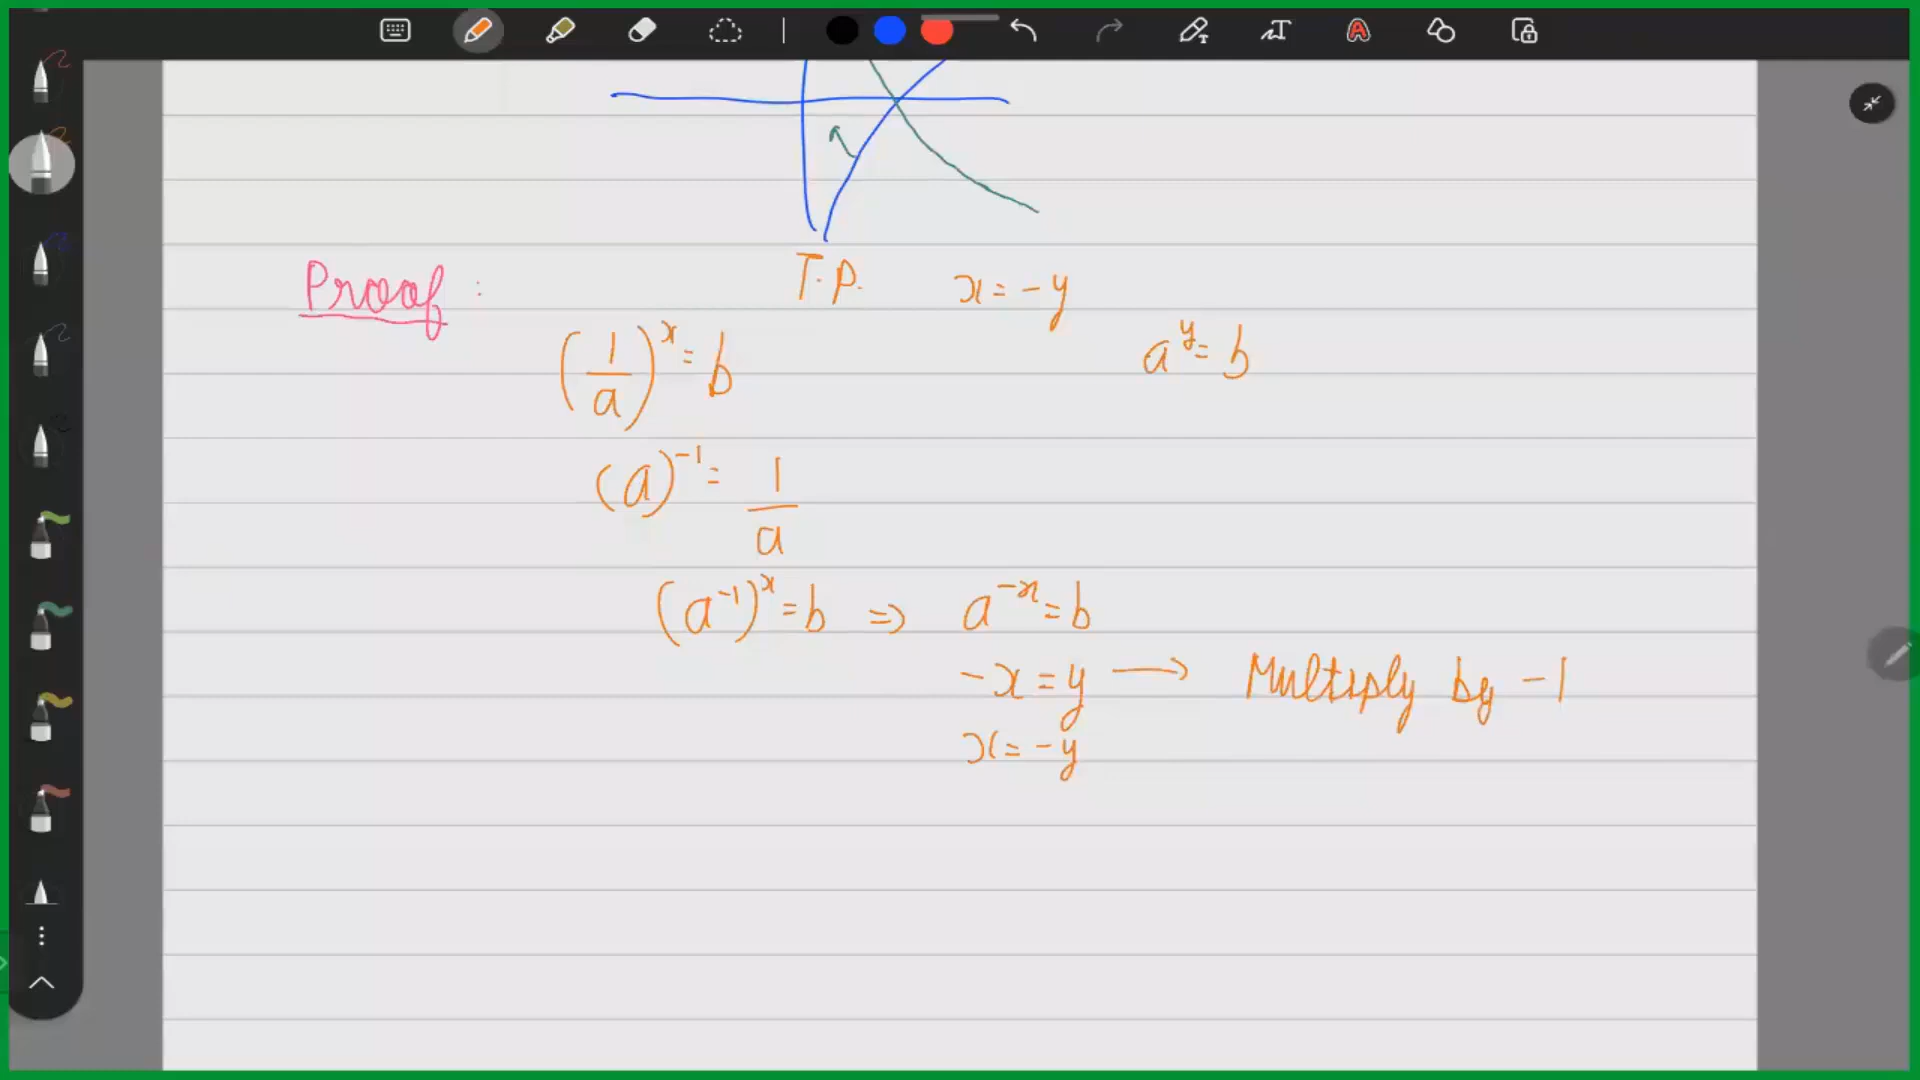 Proof : T.P. x = -y
(1/a)^x = b a^y = b
(a)^-1 = 1/a
(a^-1)^x = b ⇒ a^-x = b
-x = y → Multiply by -1
x = -y